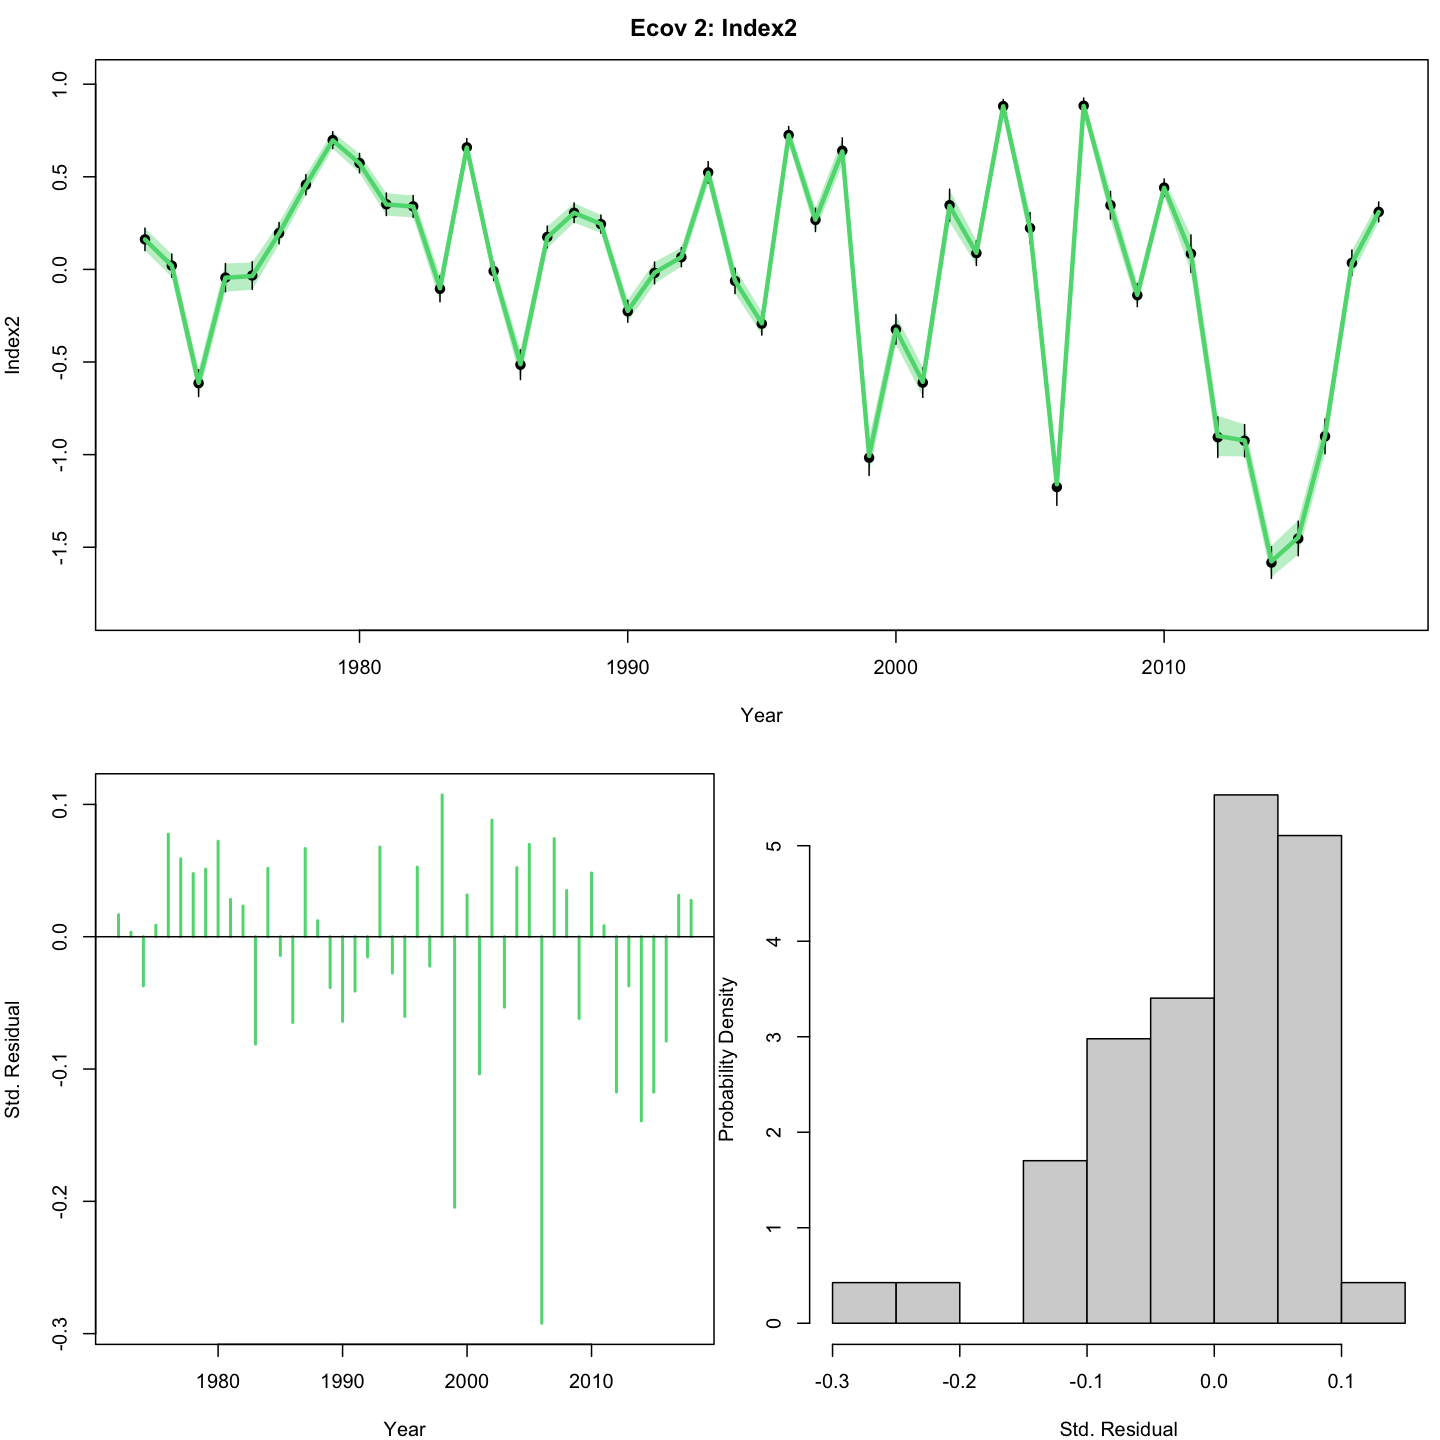 Ecov 2: Index2
1.0
0.5
0.0
-0.5
-1.0
-1.5
Index2
1980 1990 2000 2010
Year
0.1
0.0
-0.1
-0.2
-0.3
Std. Residual
1980 1990 2000 2010
Year
5
4
3
2
1
0
Probability Density
-0.3 -0.2 -0.1 0.0 0.1
Std. Residual